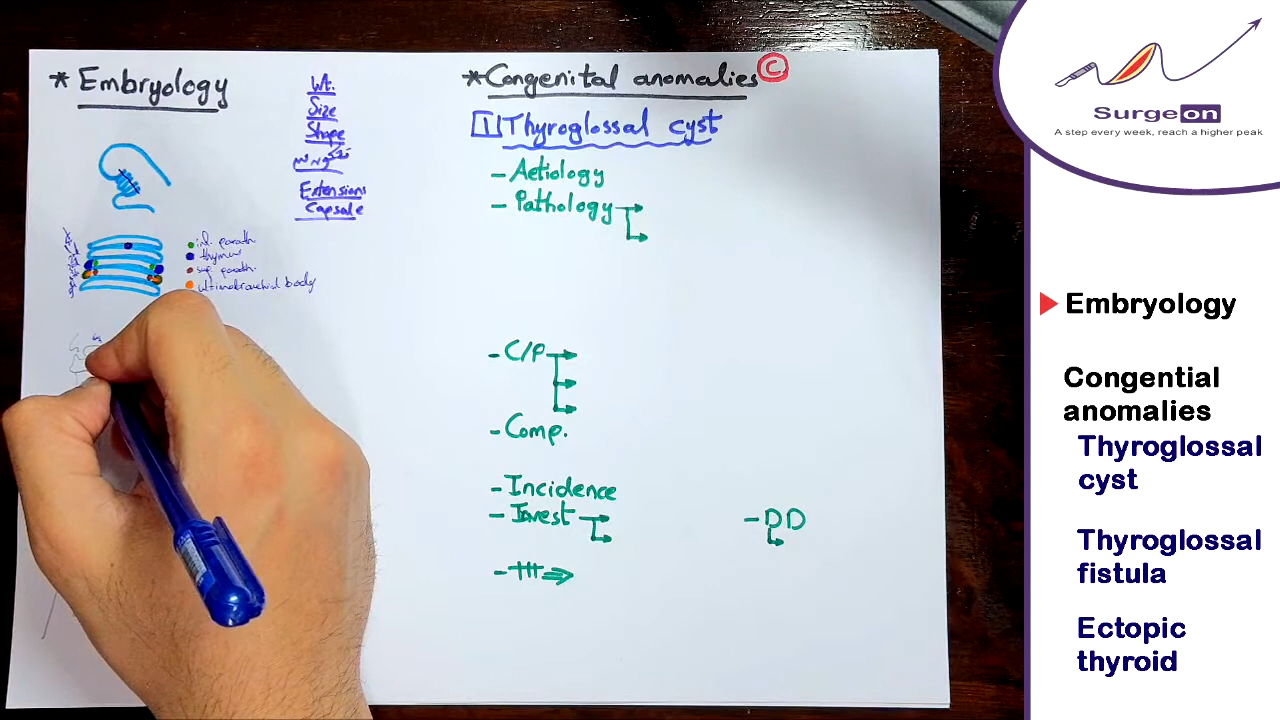 * Embryology
Wt.
Size
Shape
Extensions
Capsule
inf. parath
thymus
sup. parath.
ultimobrachial body
*Congenital anomalies C
1 Thyroglossal cyst
- Aetiology
- Pathology
- C/P
- Comp.
- Incidence
- Invest
- DD
- ttt
Surgeon
A step every week, reach a higher peak
Embryology
Congential
anomalies
Thyroglossal
cyst
Thyroglossal
fistula
Ectopic
thyroid